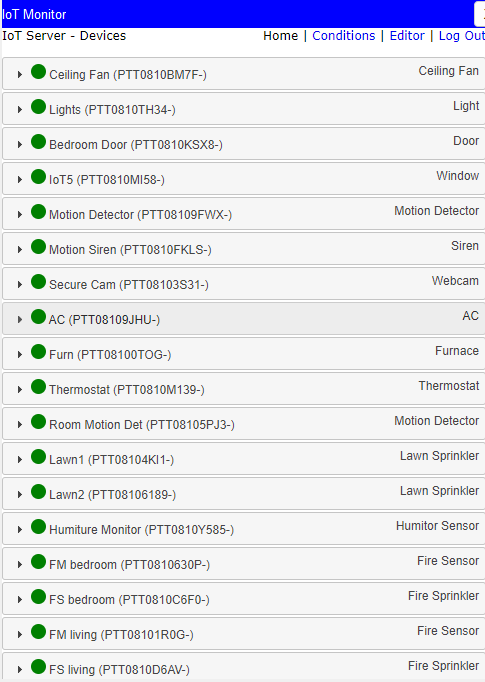 IoT Monitor
IoT Server - Devices Home | Conditions | Editor | Log Out
Ceiling Fan (PTT0810BM7F-) Ceiling Fan
Lights (PTT0810TH34-) Light
Bedroom Door (PTT0810KSX8-) Door
IoT5 (PTT0810MI58-) Window
Motion Detector (PTT08109FWX-) Motion Detector
Motion Siren (PTT0810FKLS-) Siren
Secure Cam (PTT08103S31-) Webcam
AC (PTT08109JHU-) AC
Furn (PTT08100TOG-) Furnace
Thermostat (PTT0810M139-) Thermostat
Room Motion Det (PTT08105PJ3-) Motion Detector
Lawn1 (PTT08104KI1-) Lawn Sprinkler
Lawn2 (PTT08106189-) Lawn Sprinkler
Humiture Monitor (PTT0810Y585-) Humitor Sensor
FM bedroom (PTT0810630P-) Fire Sensor
FS bedroom (PTT0810C6F0-) Fire Sprinkler
FM living (PTT08101R0G-) Fire Sensor
FS living (PTT0810D6AV-) Fire Sprinkler